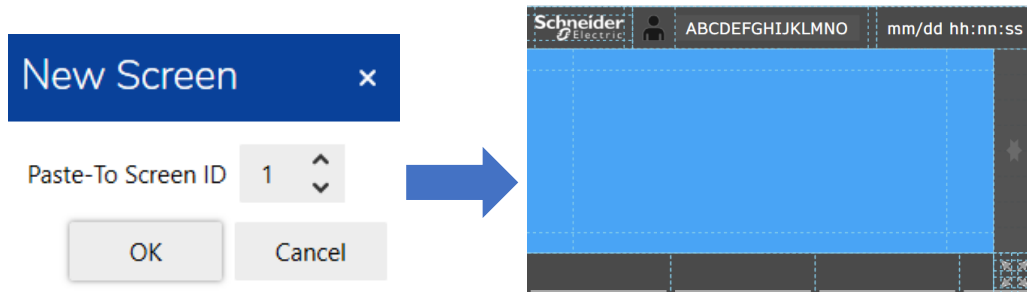 New Screen ×
Paste-To Screen ID 1
OK Cancel
Schneider
Electric
ABCDEFGHIJKLMNO
mm/dd hh:nn:ss